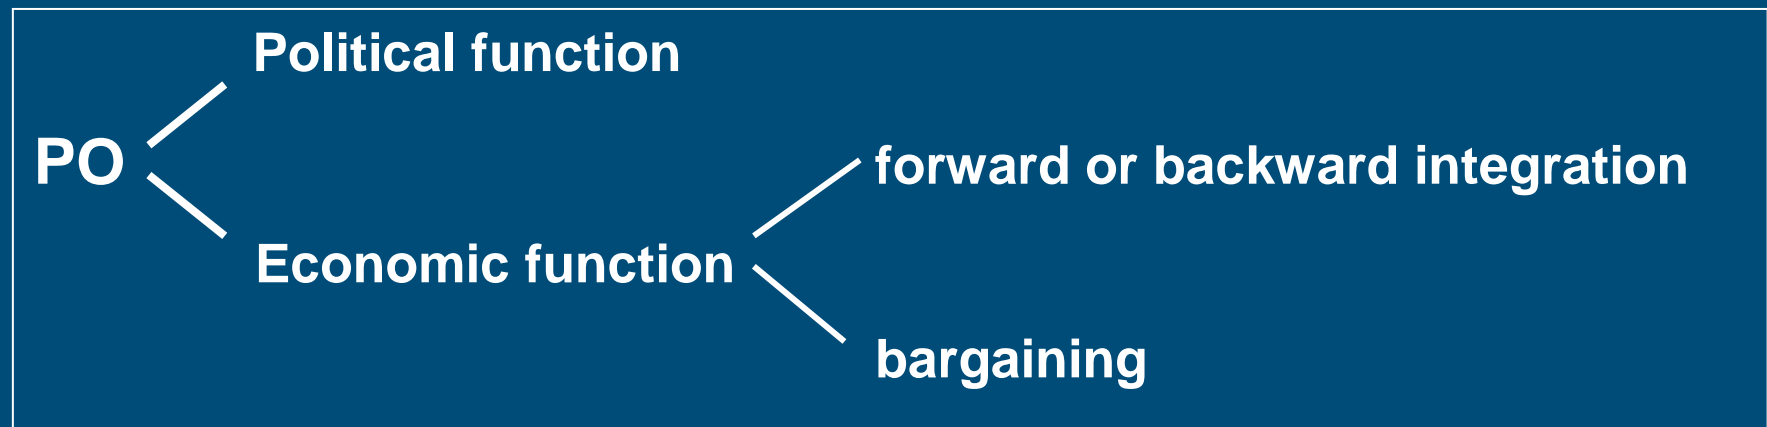 Political function
PO
forward or backward integration
Economic function
bargaining